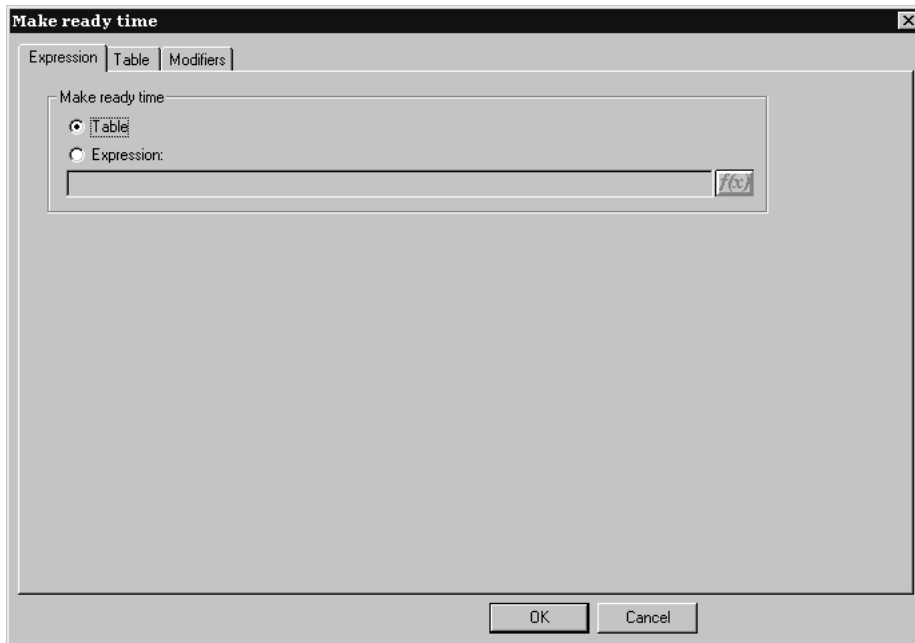 Make ready time
Expression Table Modifiers
Make ready time
Table
Expression:
f(x)
OK Cancel